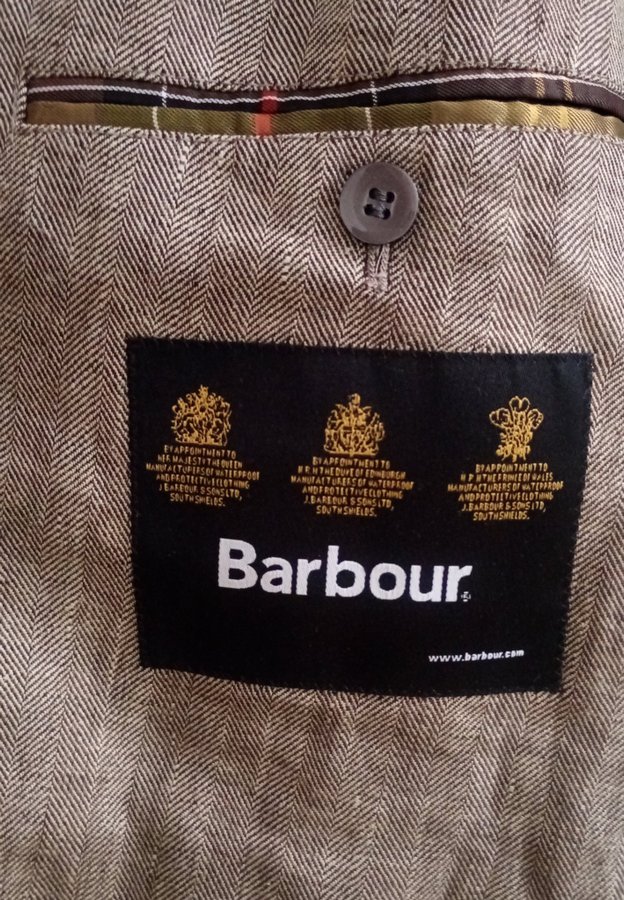 BY APPOINTMENT TO
HER MAJESTY THE QUEEN
MANUFACTURERS OF WATERPROOF
AND PROTECTIVE CLOTHING
J. BARBOUR & SONS LTD,
SOUTH SHIELDS.
BY APPOINTMENT TO
H.R.H THE DUKE OF EDINBURGH
MANUFACTURERS OF WATERPROOF
AND PROTECTIVE CLOTHING
J. BARBOUR & SONS LTD,
SOUTH SHIELDS.
BY APPOINTMENT TO
H.R.H THE PRINCE OF WALES
MANUFACTURERS OF WATERPROOF
AND PROTECTIVE CLOTHING
J. BARBOUR & SONS LTD,
SOUTH SHIELDS.
Barbour
www.barbour.com